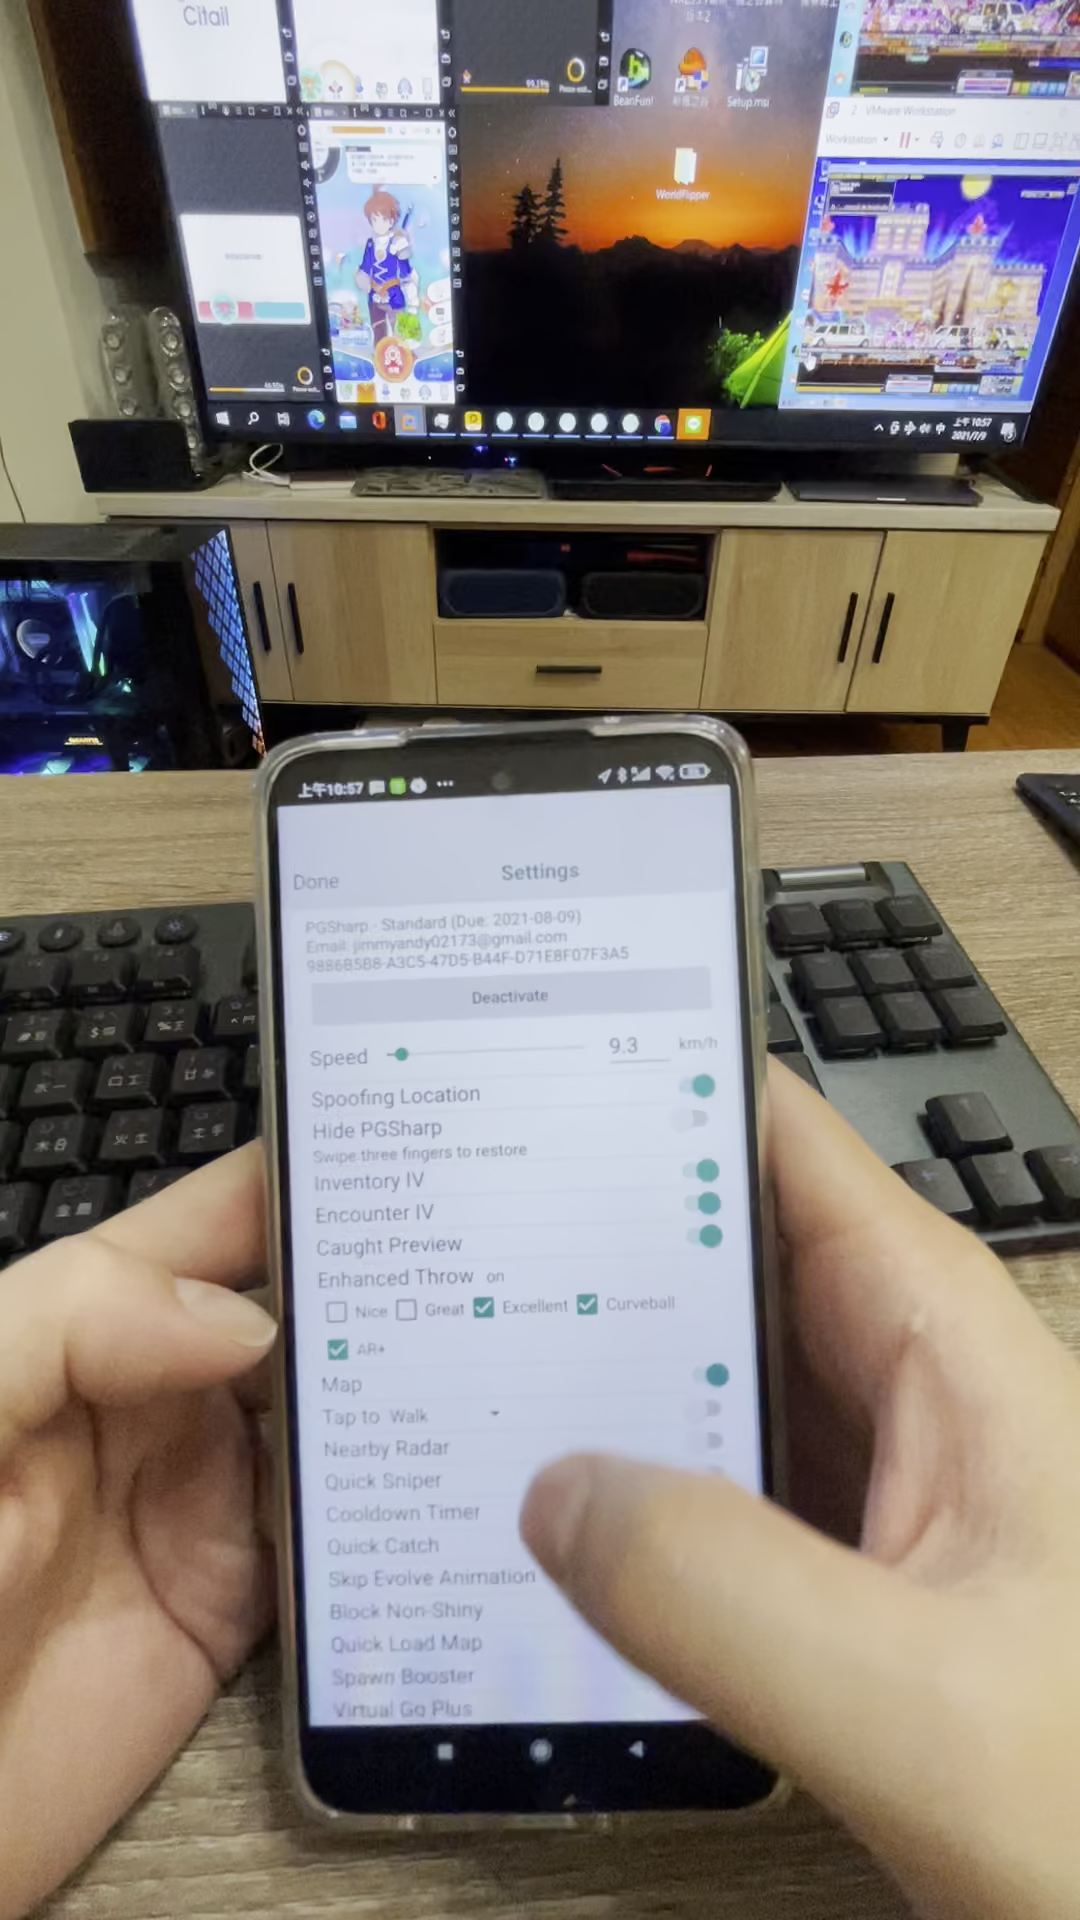 Citail
99.19%
BeanFun!
Setup.msi
WorldFlipper
2
VMware Workstation
Workstation
上午 10:57
2021/7/9
中
上午10:57
Done
Settings
PGSharp - Standard (Due: 2021-08-09)
Email: jimmyandy02173@gmail.com
9886B5B8-A3C5-47D5-B44F-D71E8F07F3A5
Deactivate
Speed
9.3
km/h
Spoofing Location
Hide PGSharp
Swipe three fingers to restore
Inventory IV
Encounter IV
Caught Preview
Enhanced Throw on
Nice Great Excellent Curveball
AR+
Map
Tap to Walk
Nearby Radar
Quick Sniper
Cooldown Timer
Quick Catch
Skip Evolve Animation
Block Non-Shiny
Quick Load Map
Spawn Booster
Virtual Go Plus